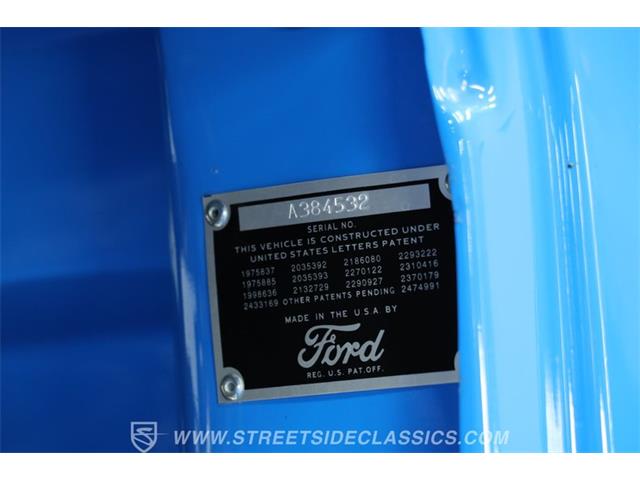 A384532
SERIAL NO.
THIS VEHICLE IS CONSTRUCTED UNDER
UNITED STATES LETTERS PATENT
1975837 2035392 2186080 2293222
1975885 2035393 2270122 2310416
1998636 2132729 2290927 2370179
2433169 OTHER PATENTS PENDING 2474991
MADE IN THE U.S.A. BY
Ford
REG. U.S. PAT. OFF.
WWW.STREETSIDECLASSICS.COM